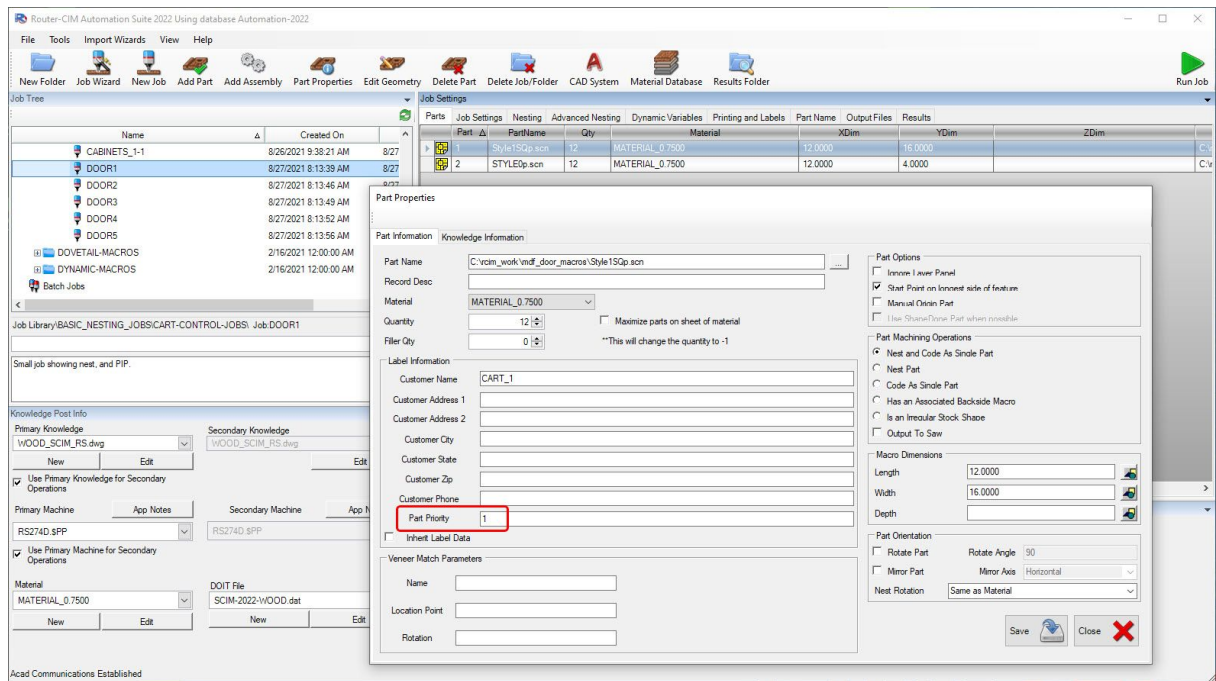 Router-CIM Automation Suite 2022 Using database Automation-2022
File Tools Import Wizards View Help
New Folder Job Wizard New Job Add Part Add Assembly Part Properties Edit Geometry Delete Part Delete Job/Folder CAD System Material Database Results Folder Run Job
Job Tree
Name Created On
CABINETS_1-1 8/26/2021 9:38:21 AM 8/27
DOOR1 8/27/2021 8:13:39 AM 8/27
DOOR2 8/27/2021 8:13:46 AM 8/27
DOOR3 8/27/2021 8:13:49 AM
DOOR4 8/27/2021 8:13:52 AM
DOOR5 8/27/2021 8:13:56 AM
DOVETAIL-MACROS 2/16/2021 12:00:00 AM
DYNAMIC-MACROS 2/16/2021 12:00:00 AM
Batch Jobs
Job Library\BASIC_NESTING_JOBS\CART-CONTROL-JOBS\ Job:DOOR1
Small job showing nest, and PIP.
Knowledge Post Info
Primary Knowledge Secondary Knowledge
WOOD_SCIM_RS.dwg WOOD_SCIM_RS.dwg
New Edit Edit
Use Primary Knowledge for Secondary
Operations
Primary Machine App Notes Secondary Machine App N
RS274D.$PP RS274D.$PP
Use Primary Machine for Secondary
Operations
Material DOIT File
MATERIAL_0.7500 SCIM-2022-WOOD.dat
New Edit New Edit
Acad Communications Established
Job Settings
Parts Job Settings Nesting Advanced Nesting Dynamic Variables Printing and Labels Part Name Output Files Results
Part PartName Qty Material XDim YDim ZDim
1 Style1SQp.scn 12 MATERIAL_0.7500 12.0000 16.0000 C:\r
2 STYLE0p.scn 12 MATERIAL_0.7500 12.0000 4.0000 C:\r
Part Properties
Part Information Knowledge Information
Part Name C:\rcim_work\mdf_door_macros\Style1SQp.scn ...
Record Desc
Material MATERIAL_0.7500
Quantity 12 Maximize parts on sheet of material
Filler Qty 0 **This will change the quantity to -1
Label Information
Customer Name CART_1
Customer Address 1
Customer Address 2
Customer City
Customer State
Customer Zip
Customer Phone
Part Priority 1
Inherit Label Data
Veneer Match Parameters
Name
Location Point
Rotation
Part Options
Ignore Layer Panel
Start Point on longest side of feature
Manual Origin Part
Use ShapeDone Part when possible
Part Machining Operations
Nest and Code As Single Part
Nest Part
Code As Single Part
Has an Associated Backside Macro
Is an Irregular Stock Shape
Output To Saw
Macro Dimensions
Length 12.0000
Width 16.0000
Depth
Part Orientation
Rotate Part Rotate Angle 90
Mirror Part Mirror Axis Horizontal
Nest Rotation Same as Material
Save Close